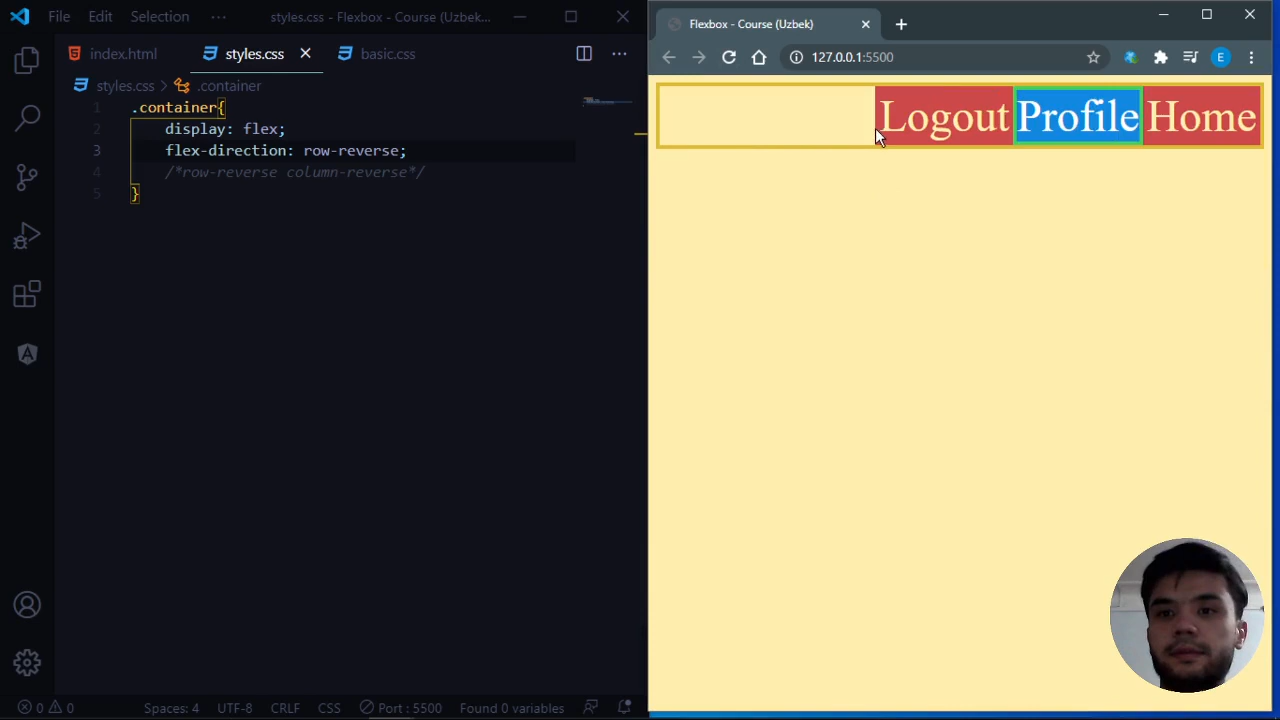 File Edit Selection ··· styles.css - Flexbox - Course (Uzbek...
index.html styles.css basic.css ···
styles.css > .container
1 .container{
2 display: flex;
3 flex-direction: row-reverse;
4 /*row-reverse column-reverse*/
5 }
0 0 Spaces: 4 UTF-8 CRLF CSS Port : 5500 Found 0 variables
Flexbox - Course (Uzbek)
127.0.0.1:5500
E
Logout Profile Home